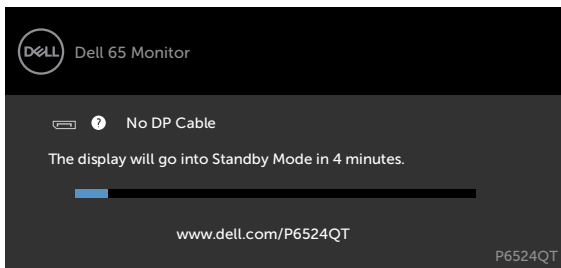 DELL Dell 65 Monitor
? No DP Cable
The display will go into Standby Mode in 4 minutes.
www.dell.com/P6524QT
P6524QT